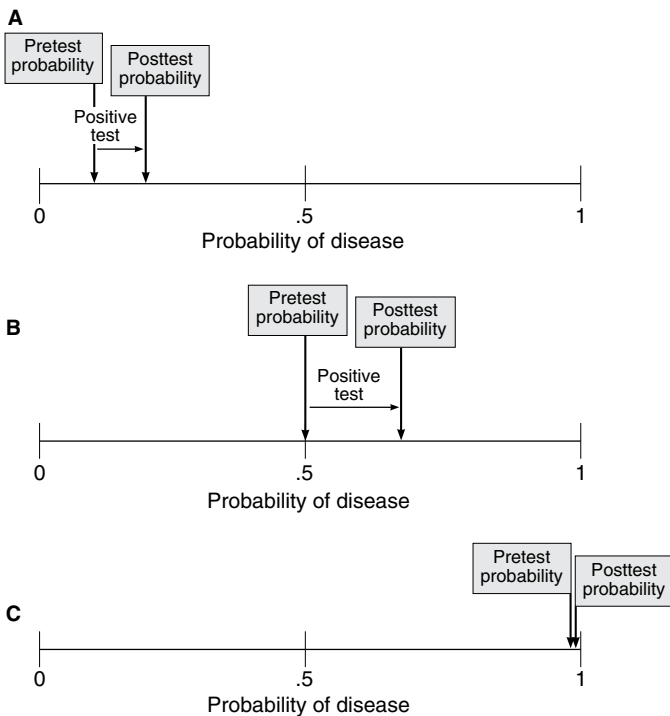 A
Pretest
probability
Posttest
probability
Positive
test
0
.5
1
Probability of disease
B
Pretest
probability
Posttest
probability
Positive
test
0
.5
1
Probability of disease
C
Pretest
probability
Posttest
probability
0
.5
1
Probability of disease